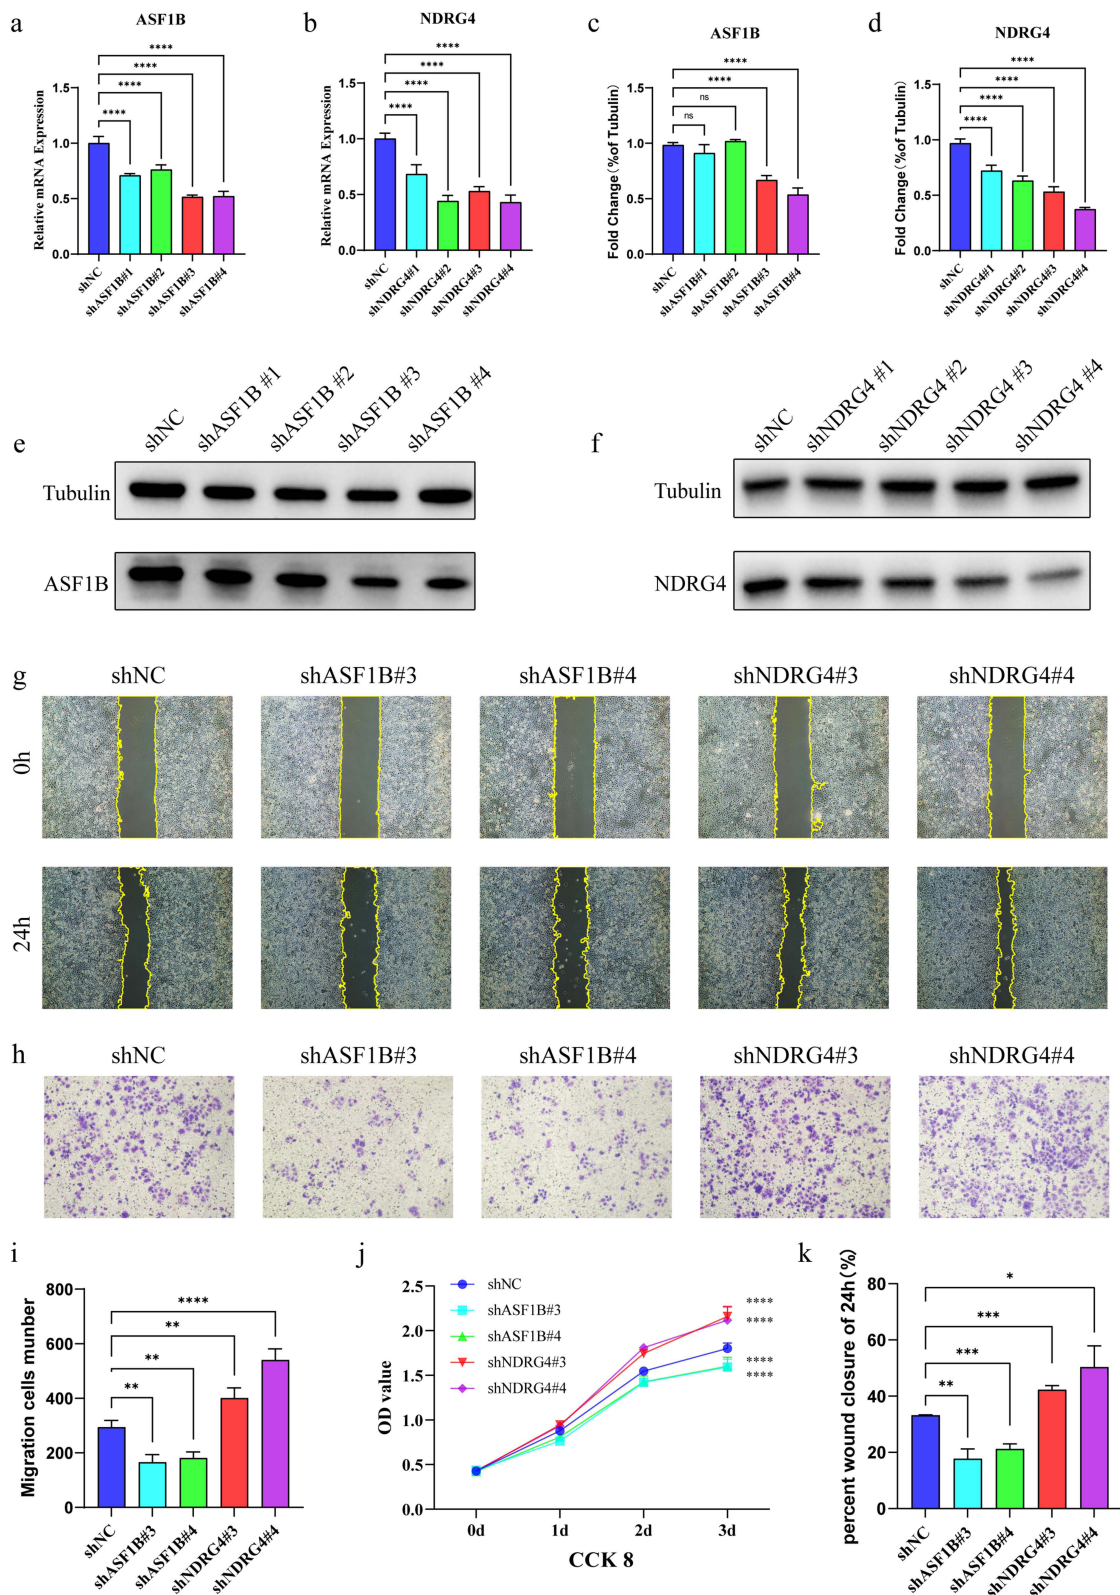 a
ASF1B
Relative mRNA Expression
1.5
1.0
0.5
0.0
****
****
****
****
shNC
shASF1B#1
shASF1B#2
shASF1B#3
shASF1B#4
b
NDRG4
Relative mRNA Expression
1.5
1.0
0.5
0.0
****
****
****
****
shNC
shNDRG4#1
shNDRG4#2
shNDRG4#3
shNDRG4#4
c
ASF1B
Fold Change(%of Tubulin)
1.5
1.0
0.5
0.0
****
****
ns
ns
shNC
shASF1B#1
shASF1B#2
shASF1B#3
shASF1B#4
d
NDRG4
Fold Change(%of Tubulin)
1.5
1.0
0.5
0.0
****
****
****
****
shNC
shNDRG4#1
shNDRG4#2
shNDRG4#3
shNDRG4#4
e
shNC
shASF1B #1
shASF1B #2
shASF1B #3
shASF1B #4
Tubulin
ASF1B
f
shNC
shNDRG4 #1
shNDRG4 #2
shNDRG4 #3
shNDRG4 #4
Tubulin
NDRG4
g
shNC
shASF1B#3
shASF1B#4
shNDRG4#3
shNDRG4#4
0h
24h
h
shNC
shASF1B#3
shASF1B#4
shNDRG4#3
shNDRG4#4
i
Migration cells munber
800
600
400
200
0
****
**
**
**
shNC
shASF1B#3
shASF1B#4
shNDRG4#3
shNDRG4#4
j
OD value
2.5
2.0
1.5
1.0
0.5
0.0
shNC
shASF1B#3
shASF1B#4
shNDRG4#3
shNDRG4#4
****
****
****
****
0d
1d
2d
3d
CCK 8
k
percent wound closure of 24h(%)
80
60
40
20
0
*
***
***
**
shNC
shASF1B#3
shASF1B#4
shNDRG4#3
shNDRG4#4